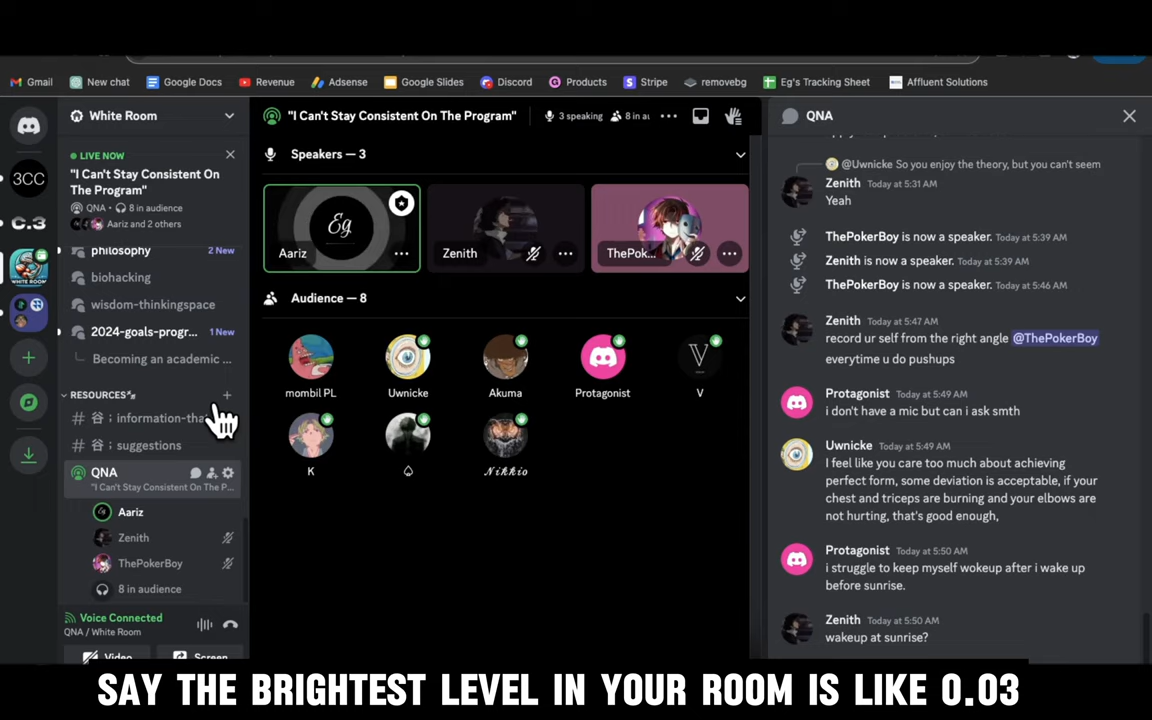 Gmail
New chat
Google Docs
Revenue
Adsense
Google Slides
Discord
Products
Stripe
removebg
Eg's Tracking Sheet
Affluent Solutions
White Room
LIVE NOW
"I Can't Stay Consistent On
The Program"
QNA • 8 in audience
Aariz and 2 others
philosophy 2 New
biohacking
wisdom-thinkingspace
2024-goals-progr... 1 New
Becoming an academic ...
RESOURCES
谷 ; information-tha
谷 ; suggestions
QNA
"I Can't Stay Consistent On The P...
Aariz
Zenith
ThePokerBoy
8 in audience
Voice Connected
QNA / White Room
Video
Screen
3CC
C.3
WHITE ROOM
"I Can't Stay Consistent On The Program" 3 speaking 8 in au
Speakers — 3
Eg
Aariz
Zenith
ThePok...
Audience — 8
mombil PL
Uwnicke
Akuma
Protagonist
V
V
K
♤
𝓝𝓲𝓴𝓴𝓲𝓸
QNA
@Uwnicke So you enjoy the theory, but you can't seem
Zenith Today at 5:31 AM
Yeah
ThePokerBoy is now a speaker. Today at 5:39 AM
Zenith is now a speaker. Today at 5:39 AM
ThePokerBoy is now a speaker. Today at 5:46 AM
Zenith Today at 5:47 AM
record ur self from the right angle @ThePokerBoy
everytime u do pushups
Protagonist Today at 5:49 AM
i don't have a mic but can i ask smth
Uwnicke Today at 5:49 AM
I feel like you care too much about achieving
perfect form, some deviation is acceptable, if your
chest and triceps are burning and your elbows are
not hurting, that's good enough,
Protagonist Today at 5:50 AM
i struggle to keep myself wokeup after i wake up
before sunrise.
Zenith Today at 5:50 AM
wakeup at sunrise?
SAY THE BRIGHTEST LEVEL IN YOUR ROOM IS LIKE 0.03